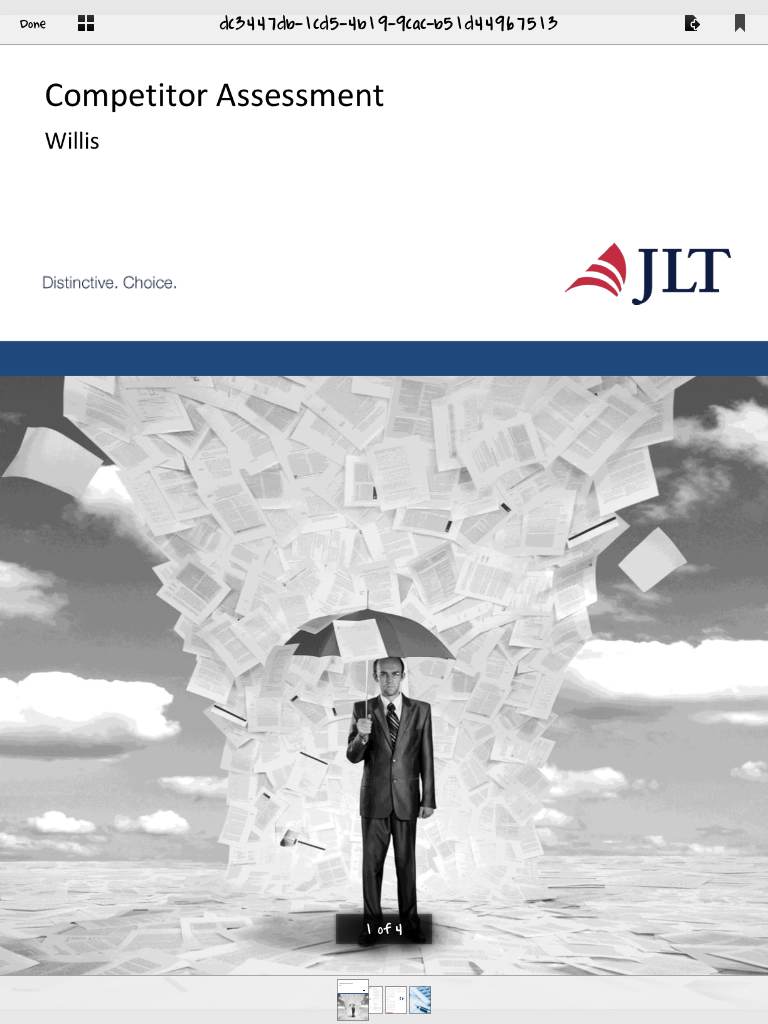 Done
dc3447db-1cd5-4b19-9cac-b51d44967513
Competitor Assessment
Willis
Distinctive. Choice.
JLT
1 of 4